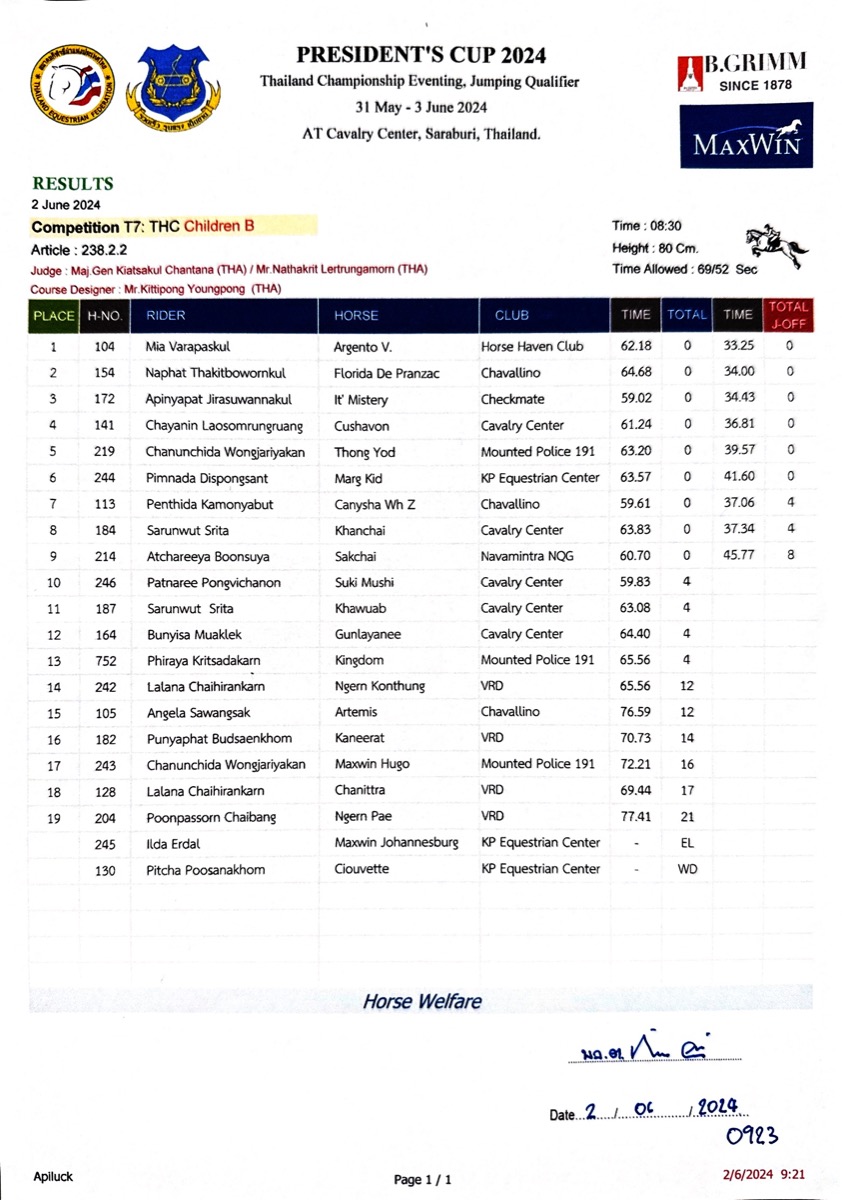 PRESIDENT'S CUP 2024
Thailand Championship Eventing, Jumping Qualifier
31 May - 3 June 2024
AT Cavalry Center, Saraburi, Thailand.
THAILAND EQUESTRIAN FEDERATION
B.GRIMM
SINCE 1878
MAXWIN
RESULTS
2 June 2024
Competition T7: THC Children B
Time : 08:30
Article : 238.2.2
Height : 80 Cm.
Judge : Maj.Gen Kiatsakul Chantana (THA) / Mr.Nathakrit Lertrungamorn (THA)
Time Allowed : 69/52 Sec
Course Designer : Mr.Kittipong Youngpong (THA)
PLACE H-NO. RIDER HORSE CLUB TIME TOTAL TIME TOTAL J-OFF
1 104 Mia Varapaskul Argento V. Horse Haven Club 62.18 0 33.25 0
2 154 Naphat Thakitbowornkul Florida De Pranzac Chavallino 64.68 0 34.00 0
3 172 Apinyapat Jirasuwannakul It' Mistery Checkmate 59.02 0 34.43 0
4 141 Chayanin Laosomrungruang Cushavon Cavalry Center 61.24 0 36.81 0
5 219 Chanunchida Wongjariyakan Thong Yod Mounted Police 191 63.20 0 39.57 0
6 244 Pimnada Dispongsant Marg Kid KP Equestrian Center 63.57 0 41.60 0
7 113 Penthida Kamonyabut Canysha Wh Z Chavallino 59.61 0 37.06 4
8 184 Sarunwut Srita Khanchai Cavalry Center 63.83 0 37.34 4
9 214 Atchareeya Boonsuya Sakchai Navamintra NQG 60.70 0 45.77 8
10 246 Patnaree Pongvichanon Suki Mushi Cavalry Center 59.83 4
11 187 Sarunwut Srita Khawuab Cavalry Center 63.08 4
12 164 Bunyisa Muaklek Gunlayanee Cavalry Center 64.40 4
13 752 Phiraya Kritsadakarn Kingdom Mounted Police 191 65.56 4
14 242 Lalana Chaihirankarn Ngern Konthung VRD 65.56 12
15 105 Angela Sawangsak Artemis Chavallino 76.59 12
16 182 Punyaphat Budsaenkhom Kaneerat VRD 70.73 14
17 243 Chanunchida Wongjariyakan Maxwin Hugo Mounted Police 191 72.21 16
18 128 Lalana Chaihirankarn Chanittra VRD 69.44 17
19 204 Poonpassorn Chaibang Ngern Pae VRD 77.41 21
245 Ilda Erdal Maxwin Johannesburg KP Equestrian Center - EL
130 Pitcha Poosanakhom Ciouvette KP Equestrian Center - WD
Horse Welfare
Date 2 / 06 / 2024
0923
Apiluck
Page 1 / 1
2/6/2024 9:21